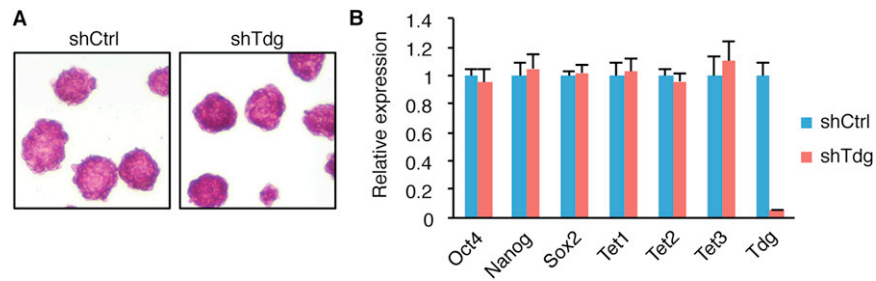 A
shCtrl
shTdg
B
Relative expression
1.4
1.2
1
0.8
0.6
0.4
0.2
0
Oct4
Nanog
Sox2
Tet1
Tet2
Tet3
Tdg
shCtrl
shTdg